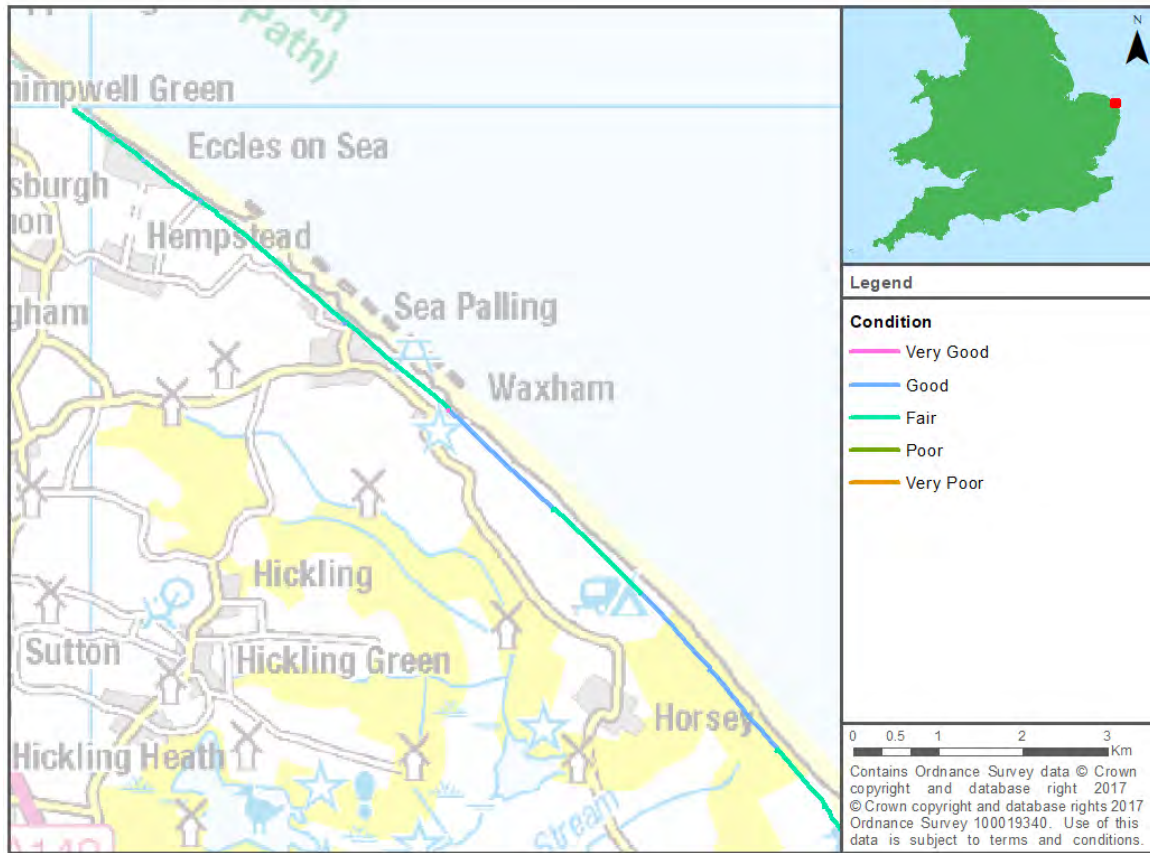 Path)
Green
Eccles on Sea
Hempstead
Sea Palling
Waxham
Hickling
Sutton
Hickling Green
Horsey
Hickling Heath
Stream
N
Legend
Condition
Very Good
Good
Fair
Poor
Very Poor
0 0.5 1 2 3
Km
Contains Ordnance Survey data © Crown
copyright and database right 2017
© Crown copyright and database rights 2017
Ordnance Survey 100019340. Use of this
data is subject to terms and conditions.